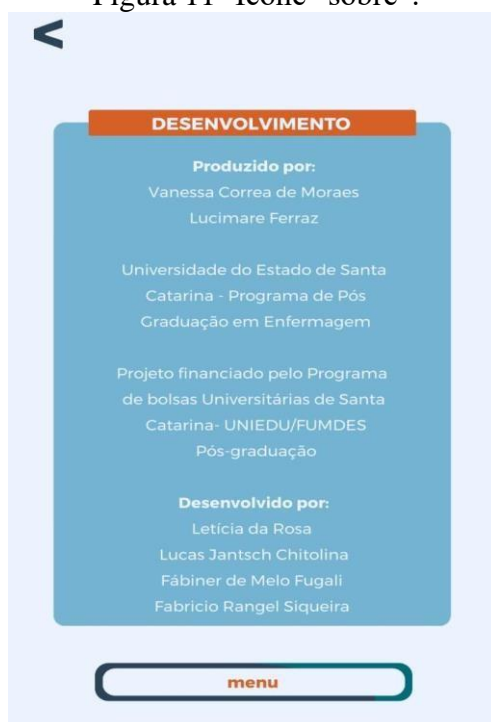 Figura 11 "Ícone "sobre".
<
DESENVOLVIMENTO
Produzido por:
Vanessa Correa de Moraes
Lucimare Ferraz
Universidade do Estado de Santa
Catarina - Programa de Pós
Graduação em Enfermagem
Projeto financiado pelo Programa
de bolsas Universitárias de Santa
Catarina- UNIEDU/FUMDES
Pós-graduação
Desenvolvido por:
Letícia da Rosa
Lucas Jantsch Chitolina
Fábiner de Melo Fugali
Fabricio Rangel Siqueira
menu